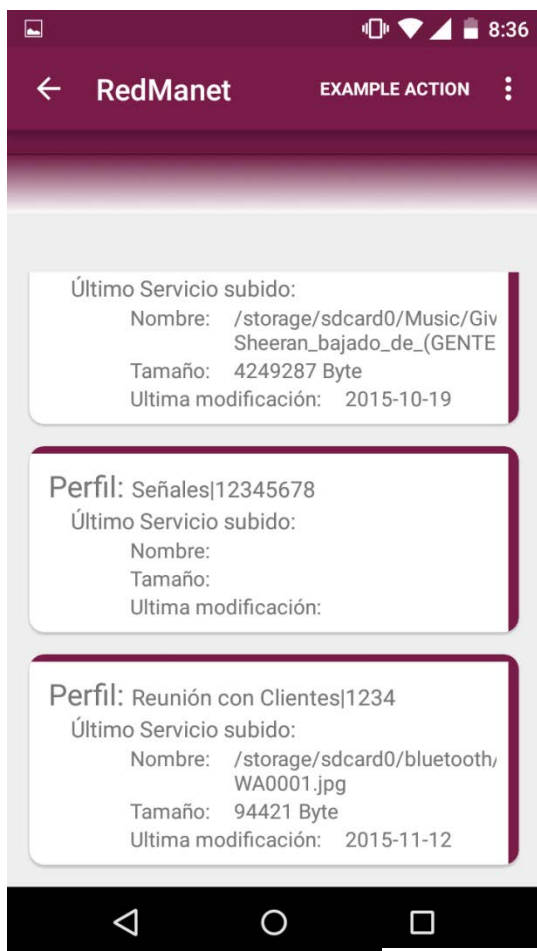 8:36
RedManet EXAMPLE ACTION
Último Servicio subido:
Nombre: /storage/sdcard0/Music/Giv
Sheeran_bajado_de_(GENTE
Tamaño: 4249287 Byte
Ultima modificación: 2015-10-19
Perfil: Señales|12345678
Último Servicio subido:
Nombre:
Tamaño:
Ultima modificación:
Perfil: Reunión con Clientes|1234
Último Servicio subido:
Nombre: /storage/sdcard0/bluetooth/
WA0001.jpg
Tamaño: 94421 Byte
Ultima modificación: 2015-11-12